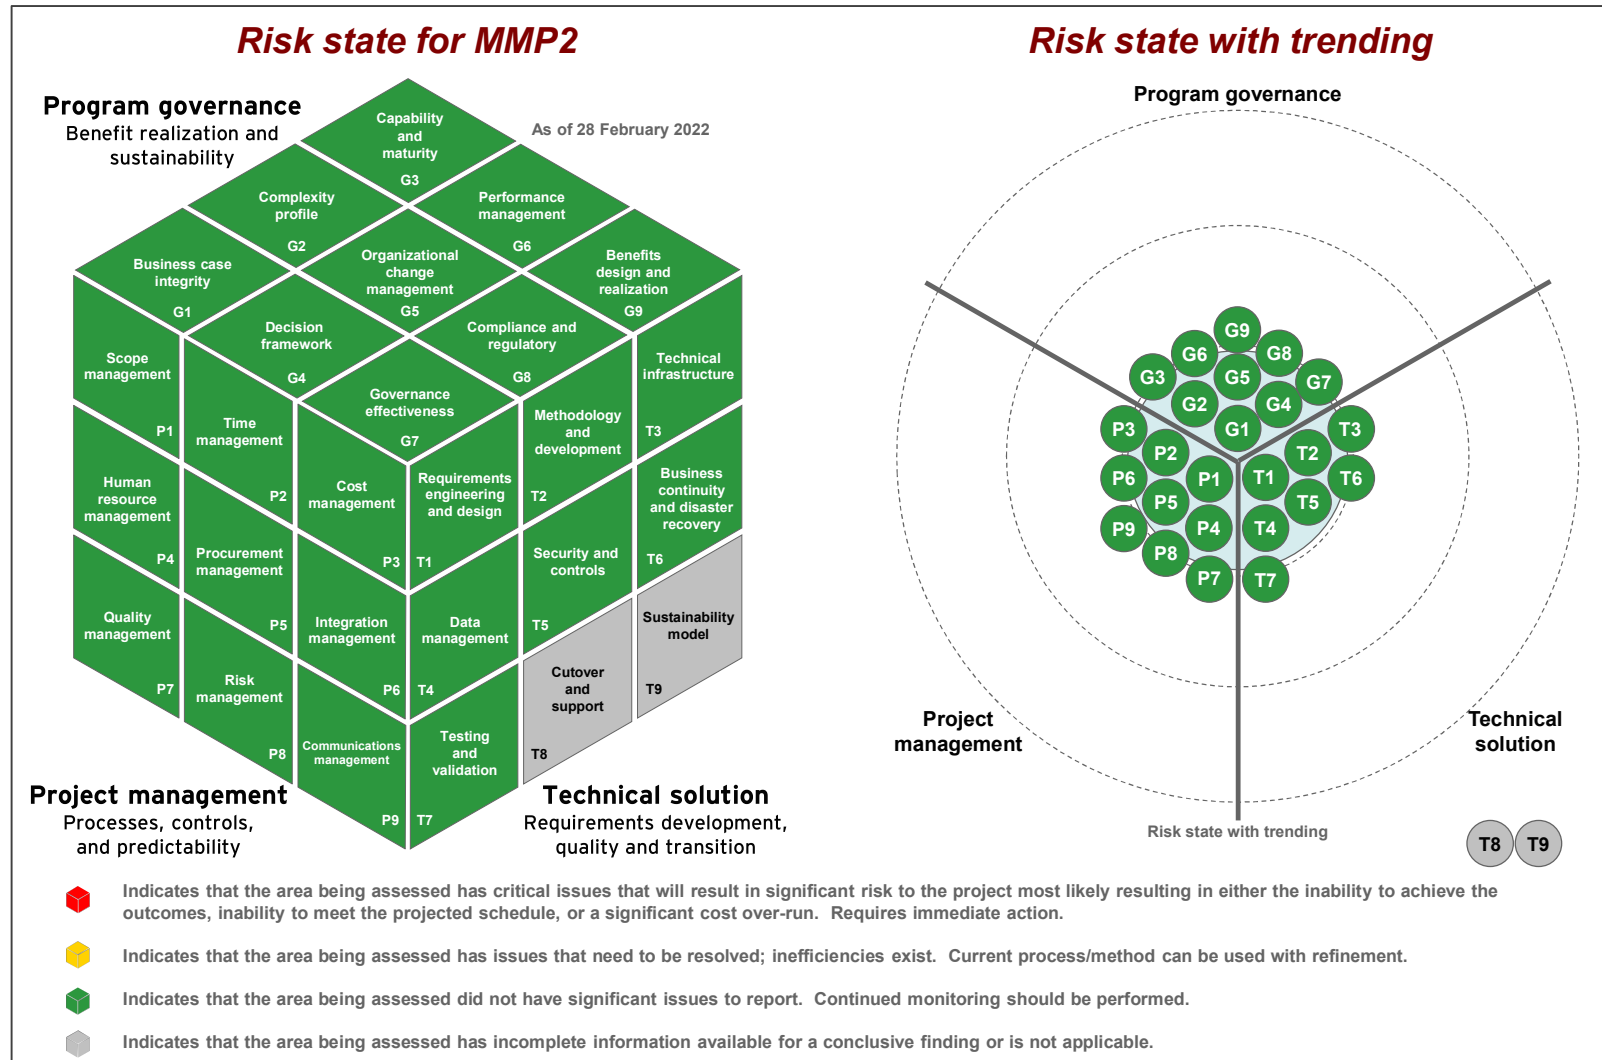 Risk state for MMP2
Risk state with trending
Program governance
Benefit realization and
sustainability
As of 28 February 2022
Capability
and
maturity
G3
Complexity
profile
G2
Performance
management
G6
Business case
integrity
G1
Organizational
change
management
G5
Benefits
design and
realization
G9
Decision
framework
G4
Compliance and
regulatory
G8
Governance
effectiveness
G7
Scope
management
P1
Time
management
P2
Cost
management
P3
Human
resource
management
P4
Procurement
management
P5
Integration
management
P6
Quality
management
P7
Risk
management
P8
Communications
management
P9
Requirements
engineering
and design
T1
Methodology
and
development
T2
Technical
infrastructure
T3
Data
management
T4
Security and
controls
T5
Business
continuity
and disaster
recovery
T6
Testing
and
validation
T7
Cutover
and
support
T8
Sustainability
model
T9
Project management
Processes, controls,
and predictability
Technical solution
Requirements development,
quality and transition
Program governance
G9
G6
G8
G3
G5
G7
G2
G4
G1
P3
P2
P1
P6
P5
P4
P9
P8
P7
T3
T2
T1
T6
T5
T4
T7
Project
management
Technical
solution
Risk state with trending
T8
T9
Indicates that the area being assessed has critical issues that will result in significant risk to the project most likely resulting in either the inability to achieve the
outcomes, inability to meet the projected schedule, or a significant cost over-run.  Requires immediate action.
Indicates that the area being assessed has issues that need to be resolved; inefficiencies exist.  Current process/method can be used with refinement.
Indicates that the area being assessed did not have significant issues to report.  Continued monitoring should be performed.
Indicates that the area being assessed has incomplete information available for a conclusive finding or is not applicable.